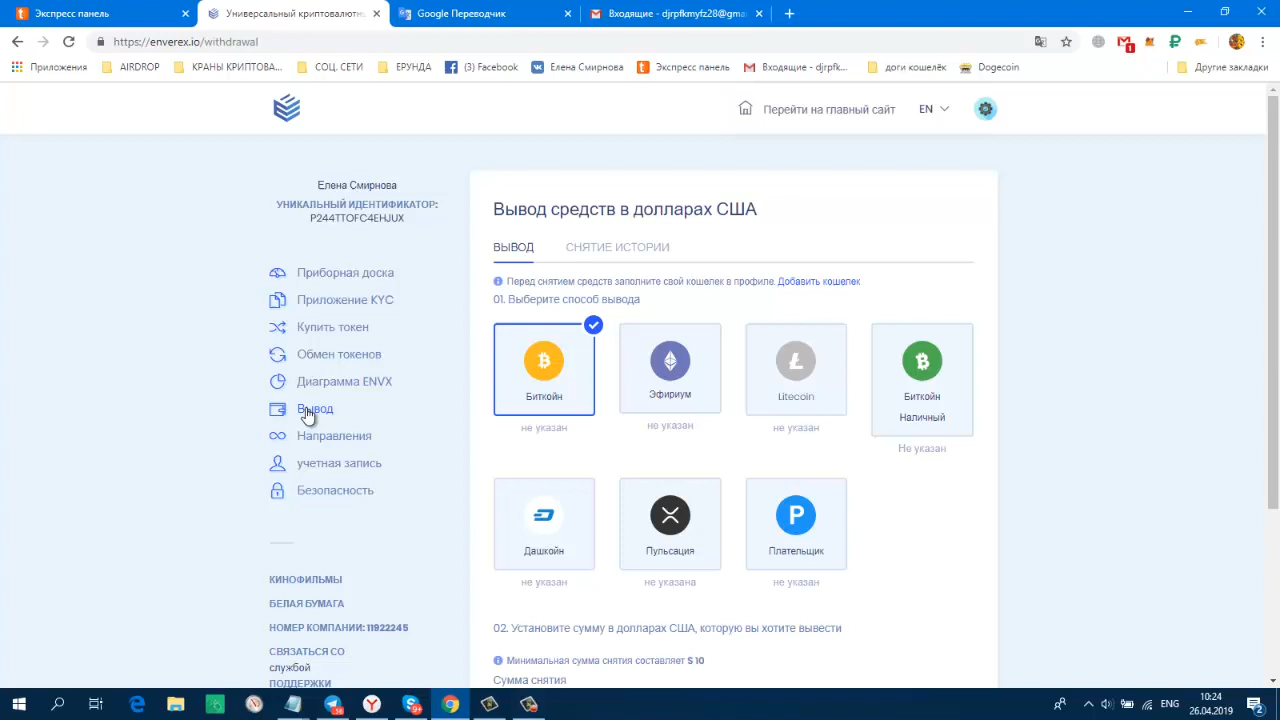 Экспресс панель
Универсальный криптовалютн
Google Переводчик
Входящие - djrpfkmyfz28@gma
https://enverex.io/withdrawal
1
Приложения
AIRDROP
КРАНЫ КРИПТОВА...
СОЦ. СЕТИ
ЕРУНДА
(3) Facebook
Елена Смирнова
Экспресс панель
Входящие - djrpfk...
доги кошелёк
Dogecoin
Другие закладки
Перейти на главный сайт
EN
Елена Смирнова
УНИКАЛЬНЫЙ ИДЕНТИФИКАТОР:
P244TTOFC4EHJUX
Приборная доска
Приложение KYC
Купить токен
Обмен токенов
Диаграмма ENVX
Вывод
Направления
учетная запись
Безопасность
КИНОФИЛЬМЫ
БЕЛАЯ БУМАГА
НОМЕР КОМПАНИИ: 11922245
СВЯЗАТЬСЯ СО
службой
ПОДДЕРЖКИ
Вывод средств в долларах США
ВЫВОД
СНЯТИЕ ИСТОРИИ
Перед снятием средств заполните свой кошелек в профиле. Добавить кошелек
01. Выберите способ вывода
Биткойн
не указан
Эфириум
не указан
Litecoin
не указан
Биткойн
Наличный
Не указан
Дашкойн
не указан
Пульсация
не указана
Плательщик
не указан
02. Установите сумму в долларах США, которую вы хотите вывести
Минимальная сумма снятия составляет $ 10
Сумма снятия
ENG
10:24
26.04.2019
2